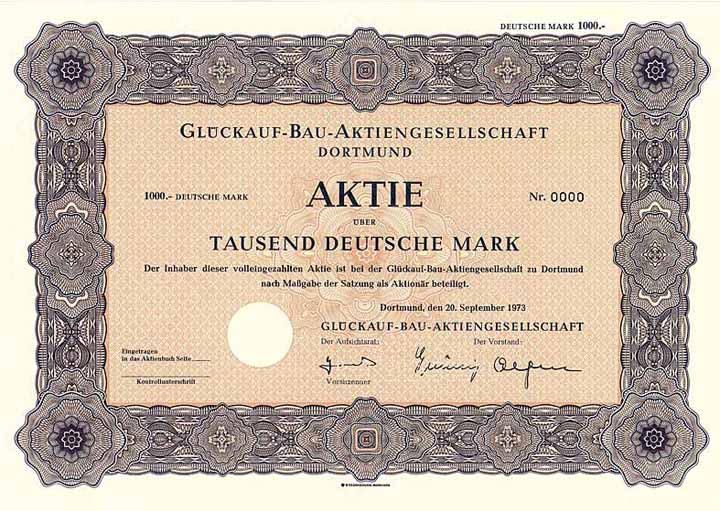 DEUTSCHE MARK 1000.-
GLÜCKAUF-BAU-AKTIENGESELLSCHAFT
DORTMUND
1000.- DEUTSCHE MARK
AKTIE
Nr. 0000
ÜBER
TAUSEND DEUTSCHE MARK
Der Inhaber dieser volleingezahlten Aktie ist bei der Glückauf-Bau-Aktiengesellschaft zu Dortmund
nach Maßgabe der Satzung als Aktionär beteiligt.
Dortmund, den 20. September 1973
GLÜCKAUF-BAU-AKTIENGESELLSCHAFT
Der Aufsichtsrat:
Der Vorstand:
Eingetragen
in das Aktienbuch Seite
Vorsitzender
Kontrollunterschrift